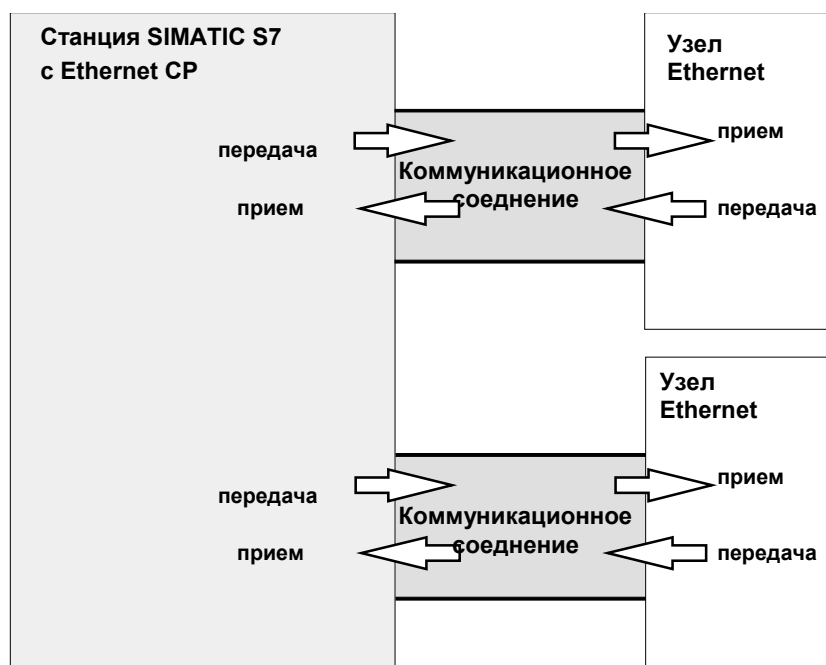 Станция SIMATIC S7
с Ethernet CP
Узел
Ethernet
передача
прием
Коммуникационное
соеднение
прием
передача
Узел
Ethernet
передача
прием
Коммуникационное
соеднение
прием
передача